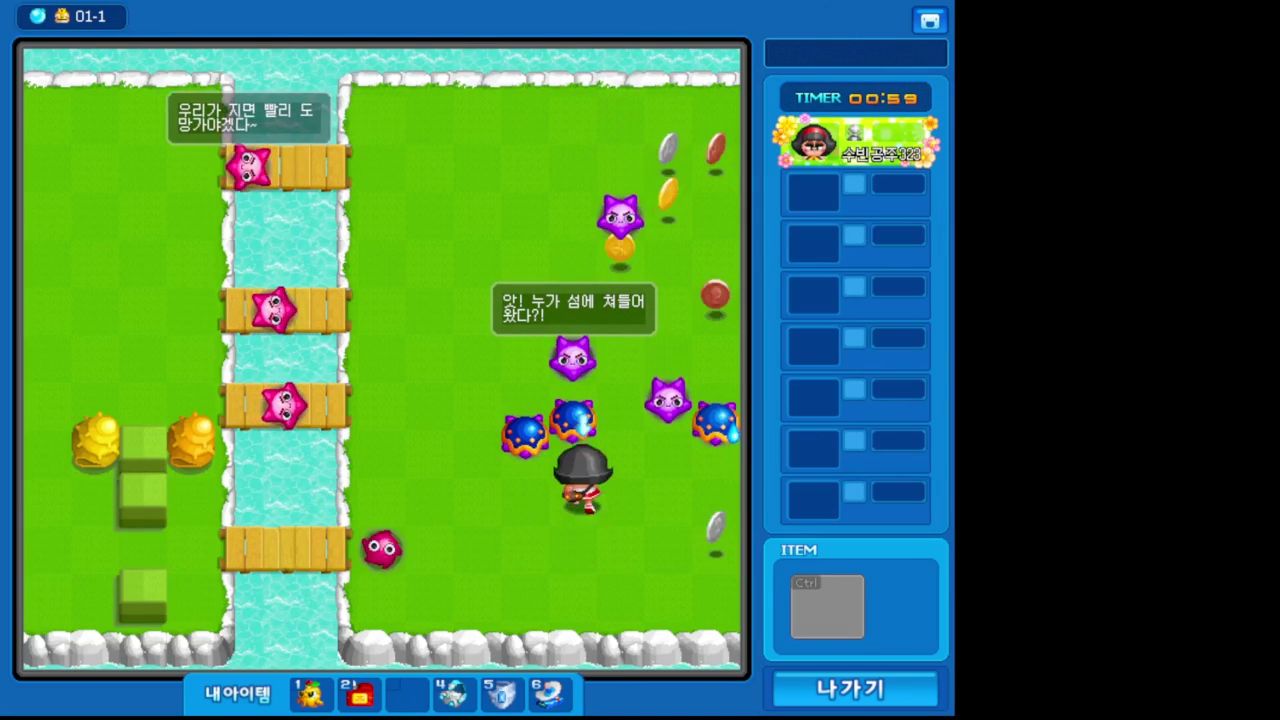 01-1
우리가 지면 빨리 도
망가야겠다~
TIMER 00:59
수빈공주323
앗! 누가 섬에 쳐들어
왔다?!
ITEM
Ctrl
내아이템
1
2
4
5
6
나가기